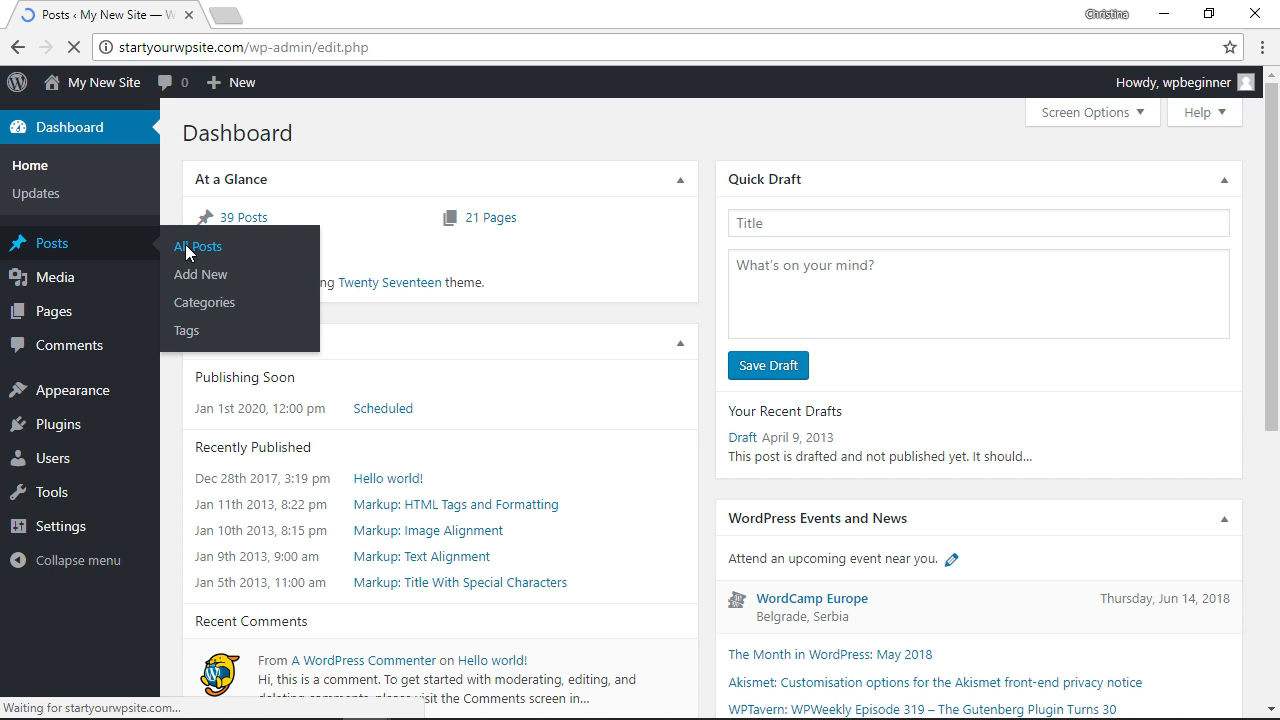 Posts ‹ My New Site — W
Christina
startyourwpsite.com/wp-admin/edit.php
My New Site
0
New
Howdy, wpbeginner
Dashboard
Home
Updates
Posts
All Posts
Add New
Categories
Tags
Media
Pages
Comments
Appearance
Plugins
Users
Tools
Settings
Collapse menu
Dashboard
Screen Options
Help
At a Glance
39 Posts
21 Pages
Twenty Seventeen theme.
Publishing Soon
Jan 1st 2020, 12:00 pm Scheduled
Recently Published
Dec 28th 2017, 3:19 pm Hello world!
Jan 11th 2013, 8:22 pm Markup: HTML Tags and Formatting
Jan 10th 2013, 8:15 pm Markup: Image Alignment
Jan 9th 2013, 9:00 am Markup: Text Alignment
Jan 5th 2013, 11:00 am Markup: Title With Special Characters
Recent Comments
From A WordPress Commenter on Hello world!
Hi, this is a comment. To get started with moderating, editing, and
the Comments screen in...
Quick Draft
Title
What's on your mind?
Save Draft
Your Recent Drafts
Draft April 9, 2013
This post is drafted and not published yet. It should...
WordPress Events and News
Attend an upcoming event near you.
WordCamp Europe
Belgrade, Serbia
Thursday, Jun 14, 2018
The Month in WordPress: May 2018
Akismet: Customisation options for the Akismet front-end privacy notice
WPTavern: WPWeekly Episode 319 – The Gutenberg Plugin Turns 30
Waiting for startyourwpsite.com...